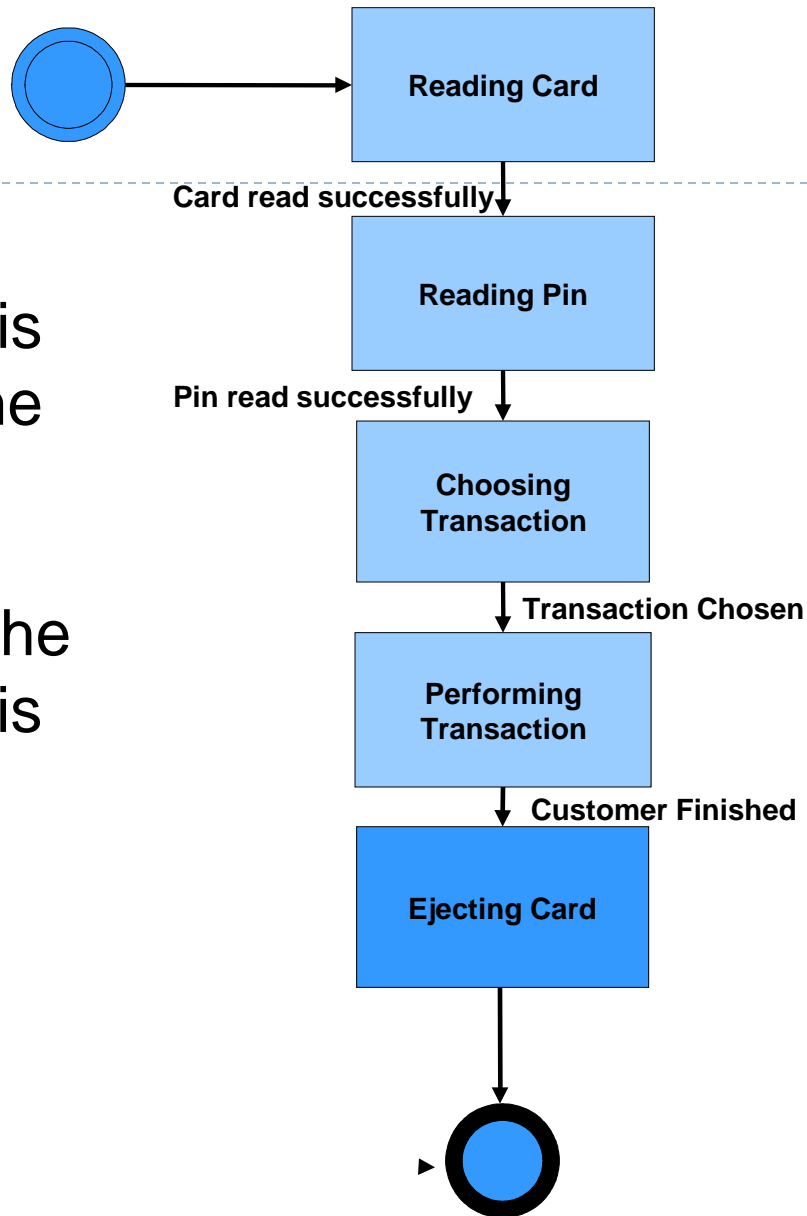 Reading Card
Card read successfully
Reading Pin
is
ne
Pin read successfully
Choosing
Transaction
Transaction Chosen
he
is
Performing
Transaction
Customer Finished
Ejecting Card